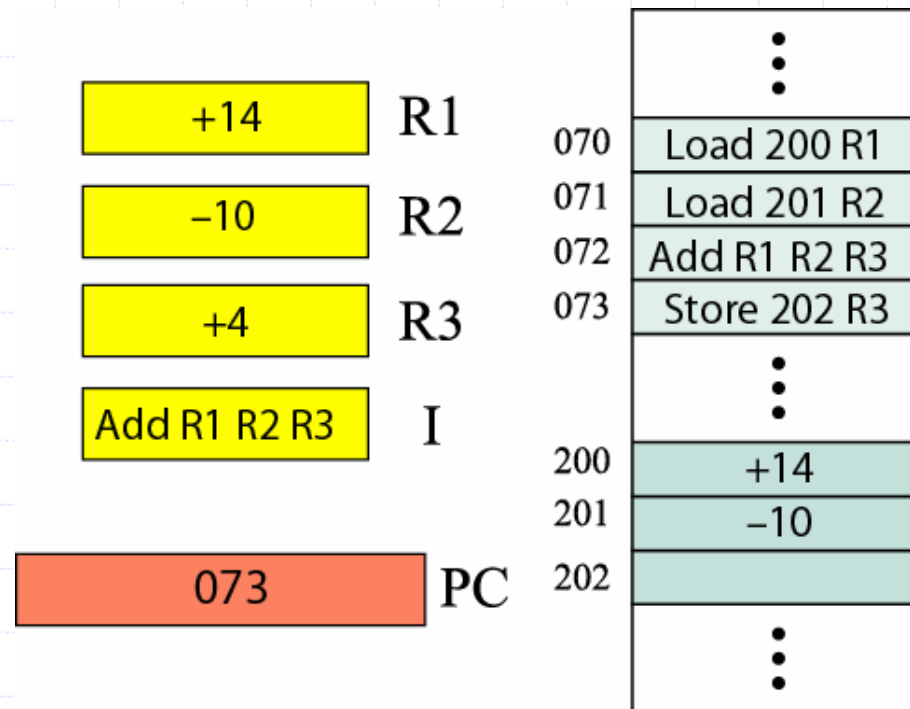 +14 R1
–10 R2
+4 R3
Add R1 R2 R3 I
073 PC
070 Load 200 R1
071 Load 201 R2
072 Add R1 R2 R3
073 Store 202 R3
200 +14
201 –10
202